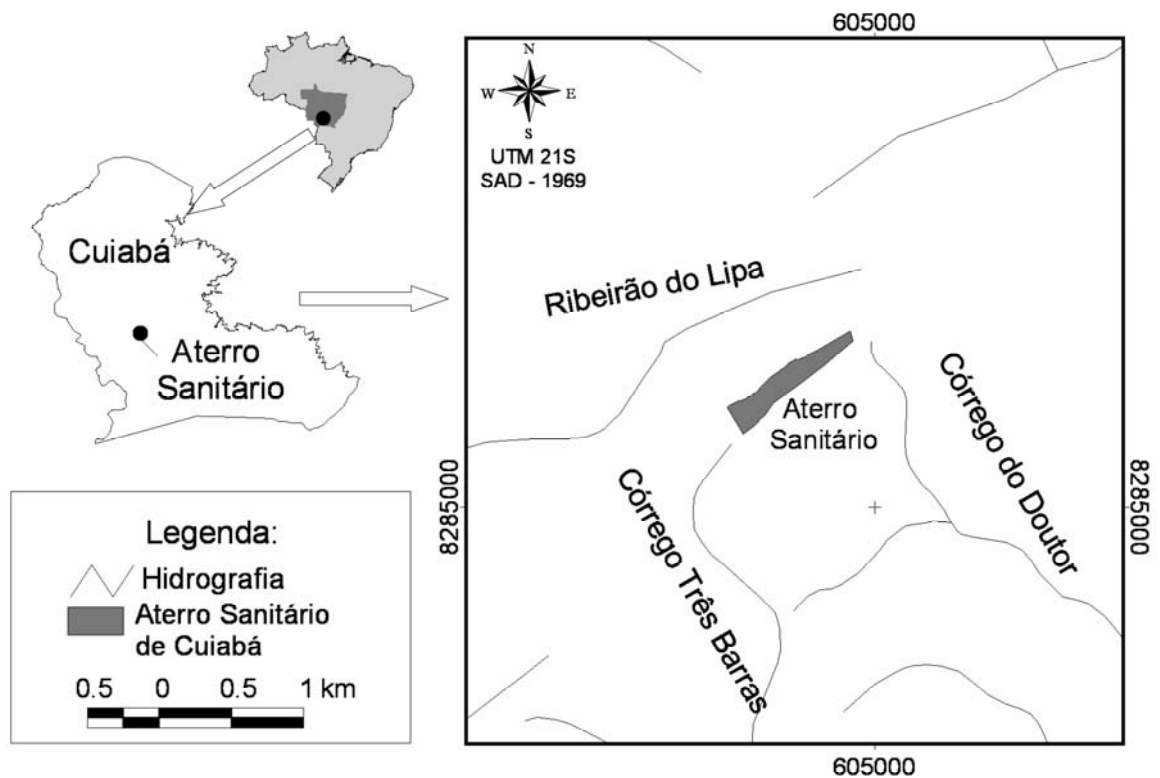 605000
N
W E
S
UTM 21S
SAD - 1969
Cuiabá
Aterro
Sanitário
Ribeirão do Lipa
Aterro
Sanitário
Córrego do Doutor
Córrego Três Barras
8285000
8285000
Legenda:
Hidrografia
Aterro Sanitário
de Cuiabá
0.5 0 0.5 1 km
605000